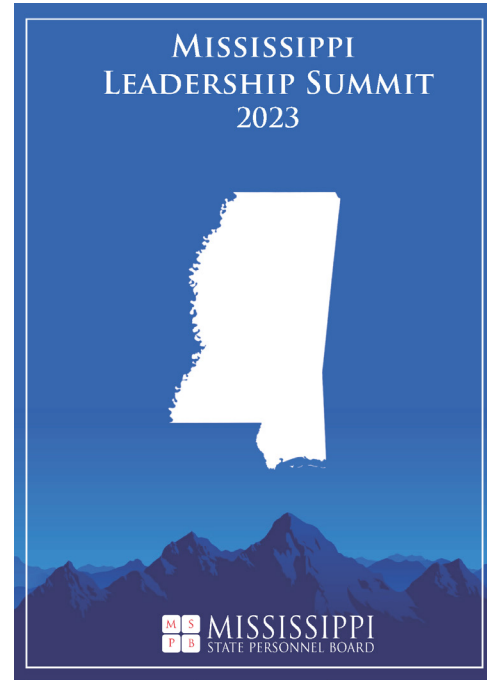 MISSISSIPPI
LEADERSHIP SUMMIT
2023
M S
P B
MISSISSIPPI
STATE PERSONNEL BOARD